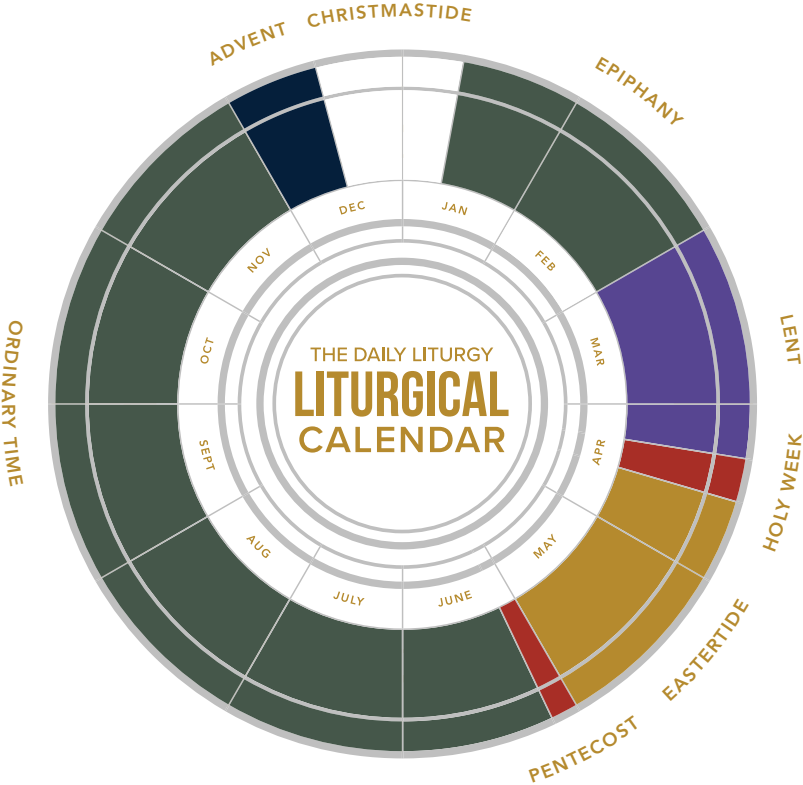 ADVENT
CHRISTMASTIDE
EPIPHANY
LENT
HOLY WEEK
EASTERTIDE
PENTECOST
ORDINARY TIME
JAN
FEB
MAR
APR
MAY
JUNE
JULY
AUG
SEPT
OCT
NOV
DEC
THE DAILY LITURGY
LITURGICAL
CALENDAR